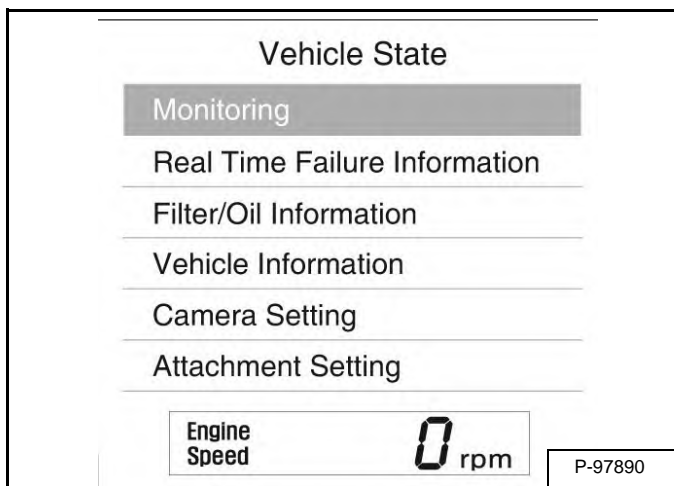 Vehicle State
Monitoring
Real Time Failure Information
Filter/Oil Information
Vehicle Information
Camera Setting
Attachment Setting
Engine
Speed
0 rpm
P-97890